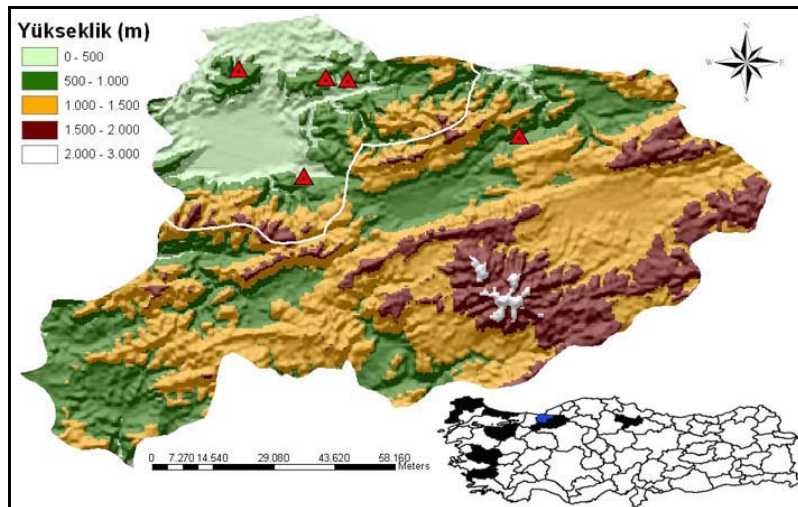 Yükseklik (m)
0 - 500
500 - 1.000
1.000 - 1.500
1.500 - 2.000
2.000 - 3.000
N
W E
S
0 7.270 14.540 29.080 43.620 58.160
Meters